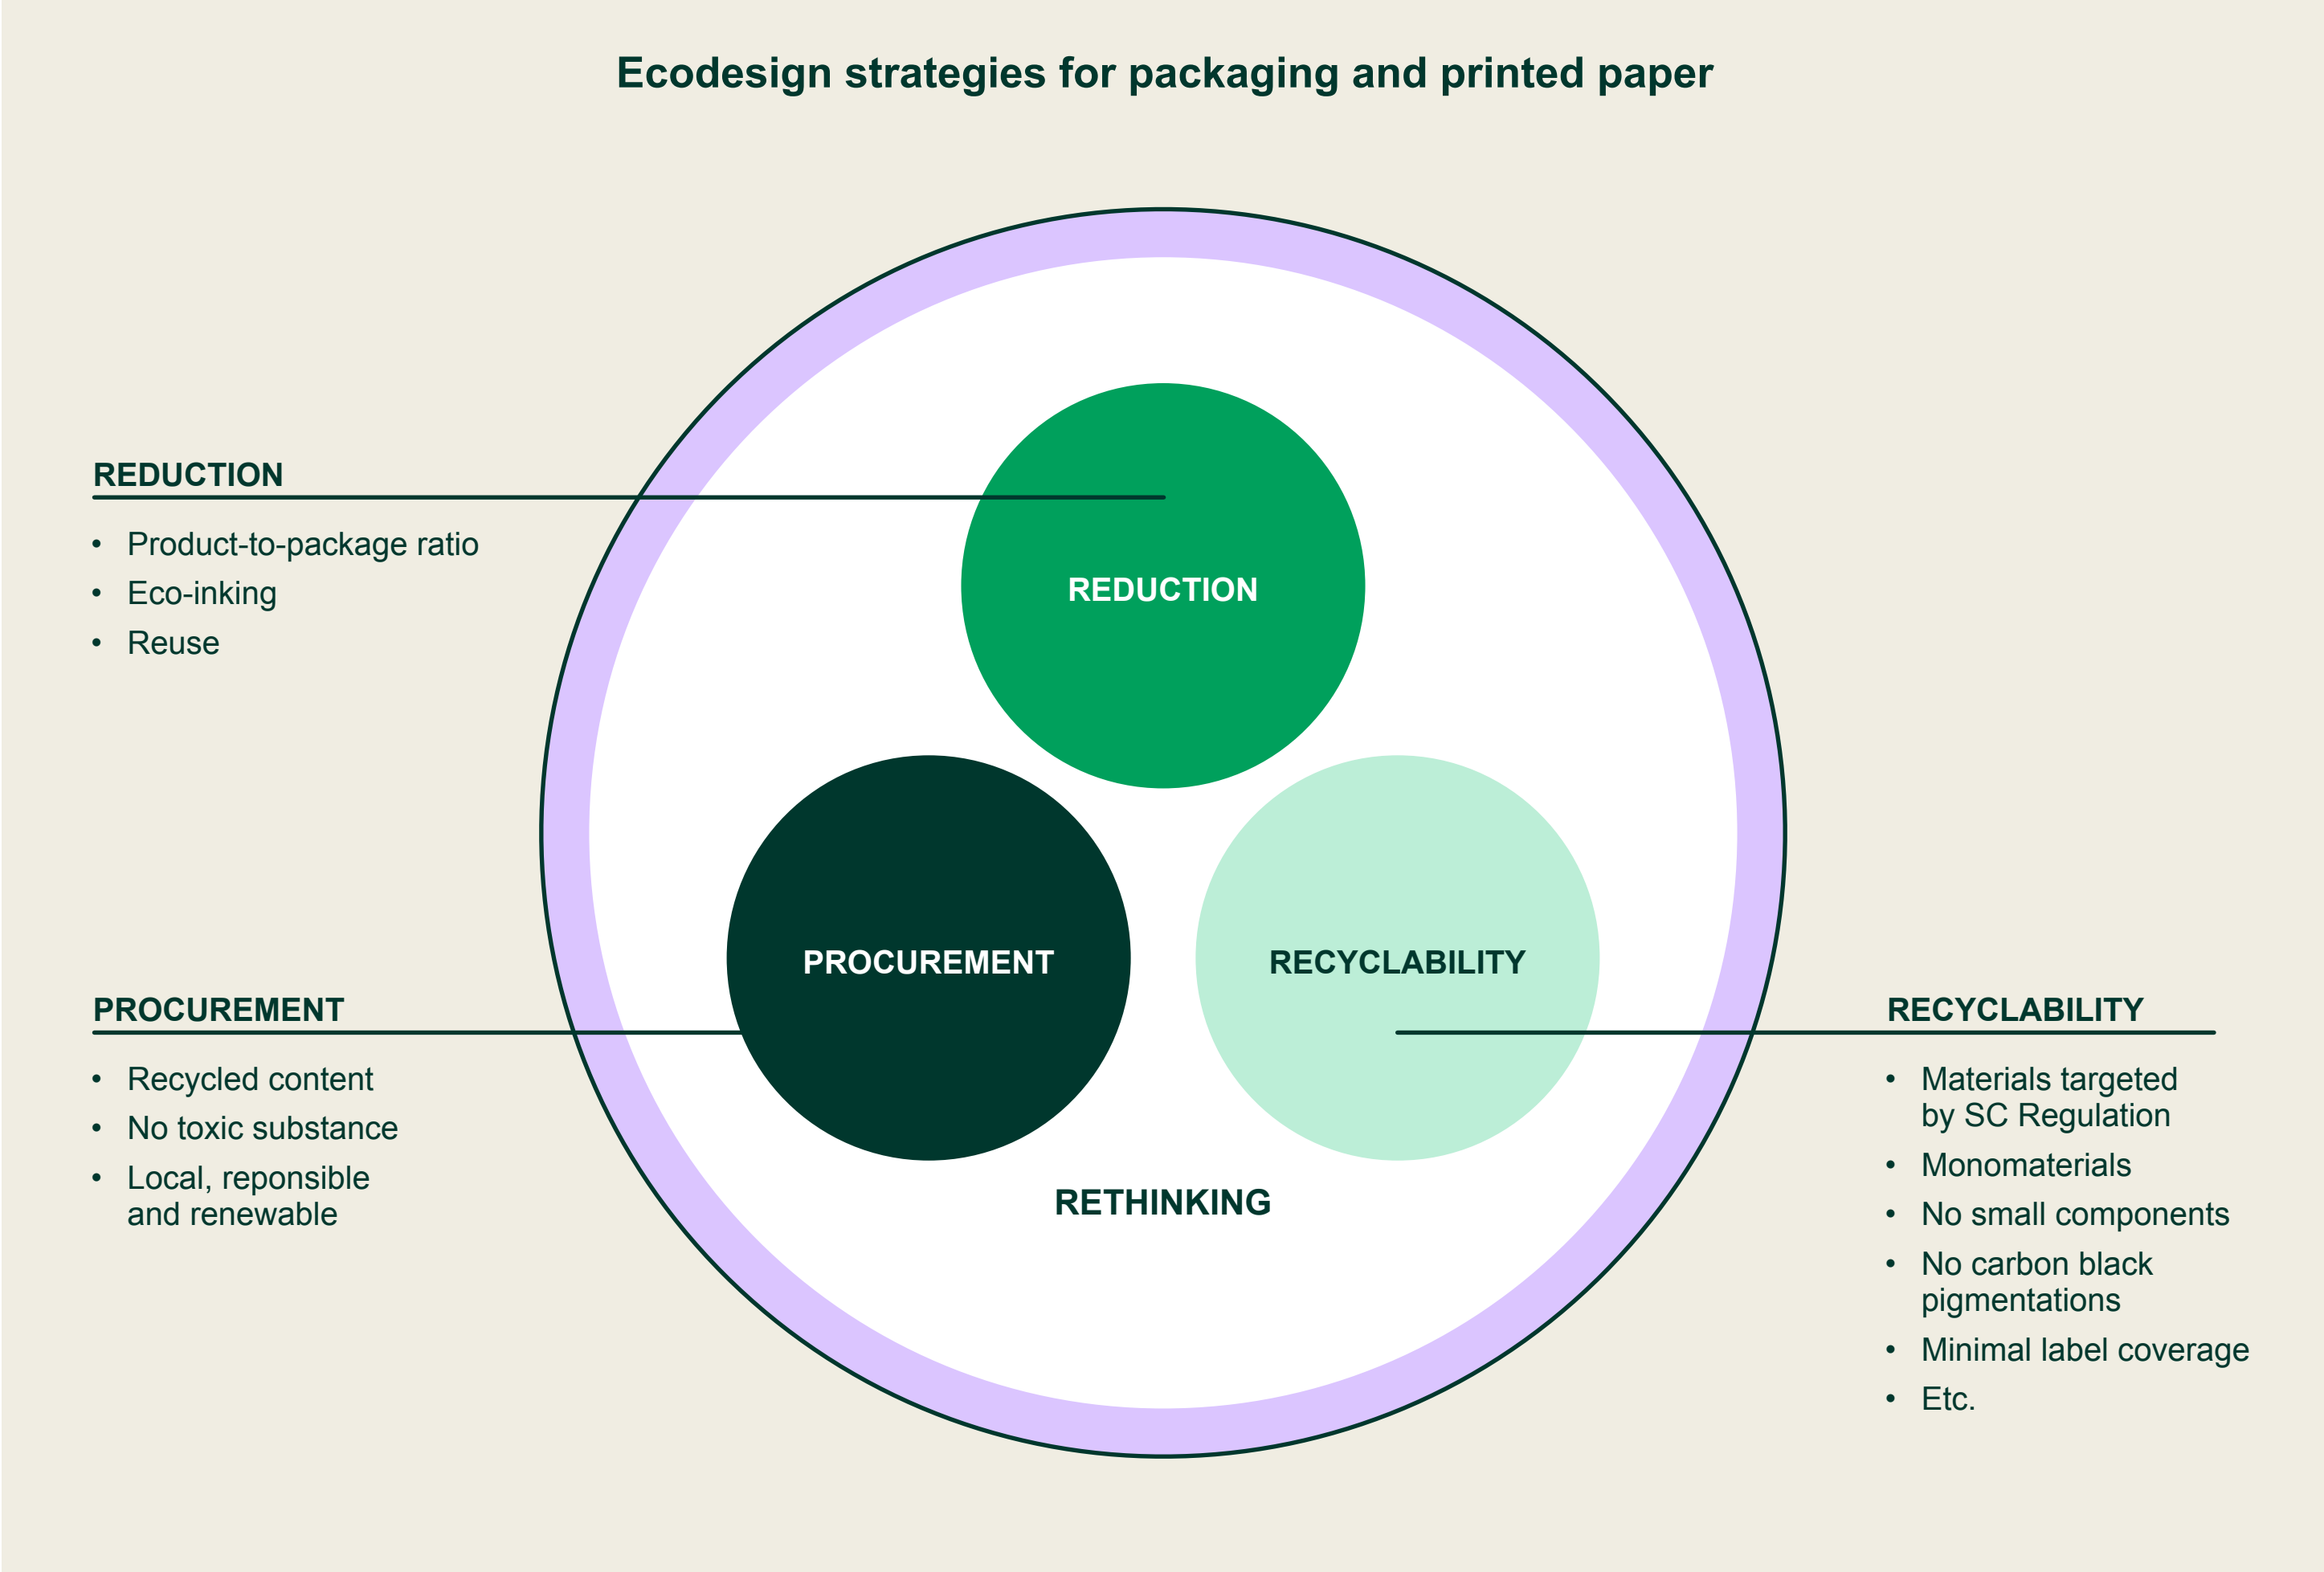 Ecodesign strategies for packaging and printed paper
REDUCTION
• Product-to-package ratio
• Eco-inking
• Reuse
REDUCTION
PROCUREMENT
RECYCLABILITY
RETHINKING
PROCUREMENT
• Recycled content
• No toxic substance
• Local, reponsible
and renewable
RECYCLABILITY
• Materials targeted
by SC Regulation
• Monomaterials
• No small components
• No carbon black
pigmentations
• Minimal label coverage
• Etc.